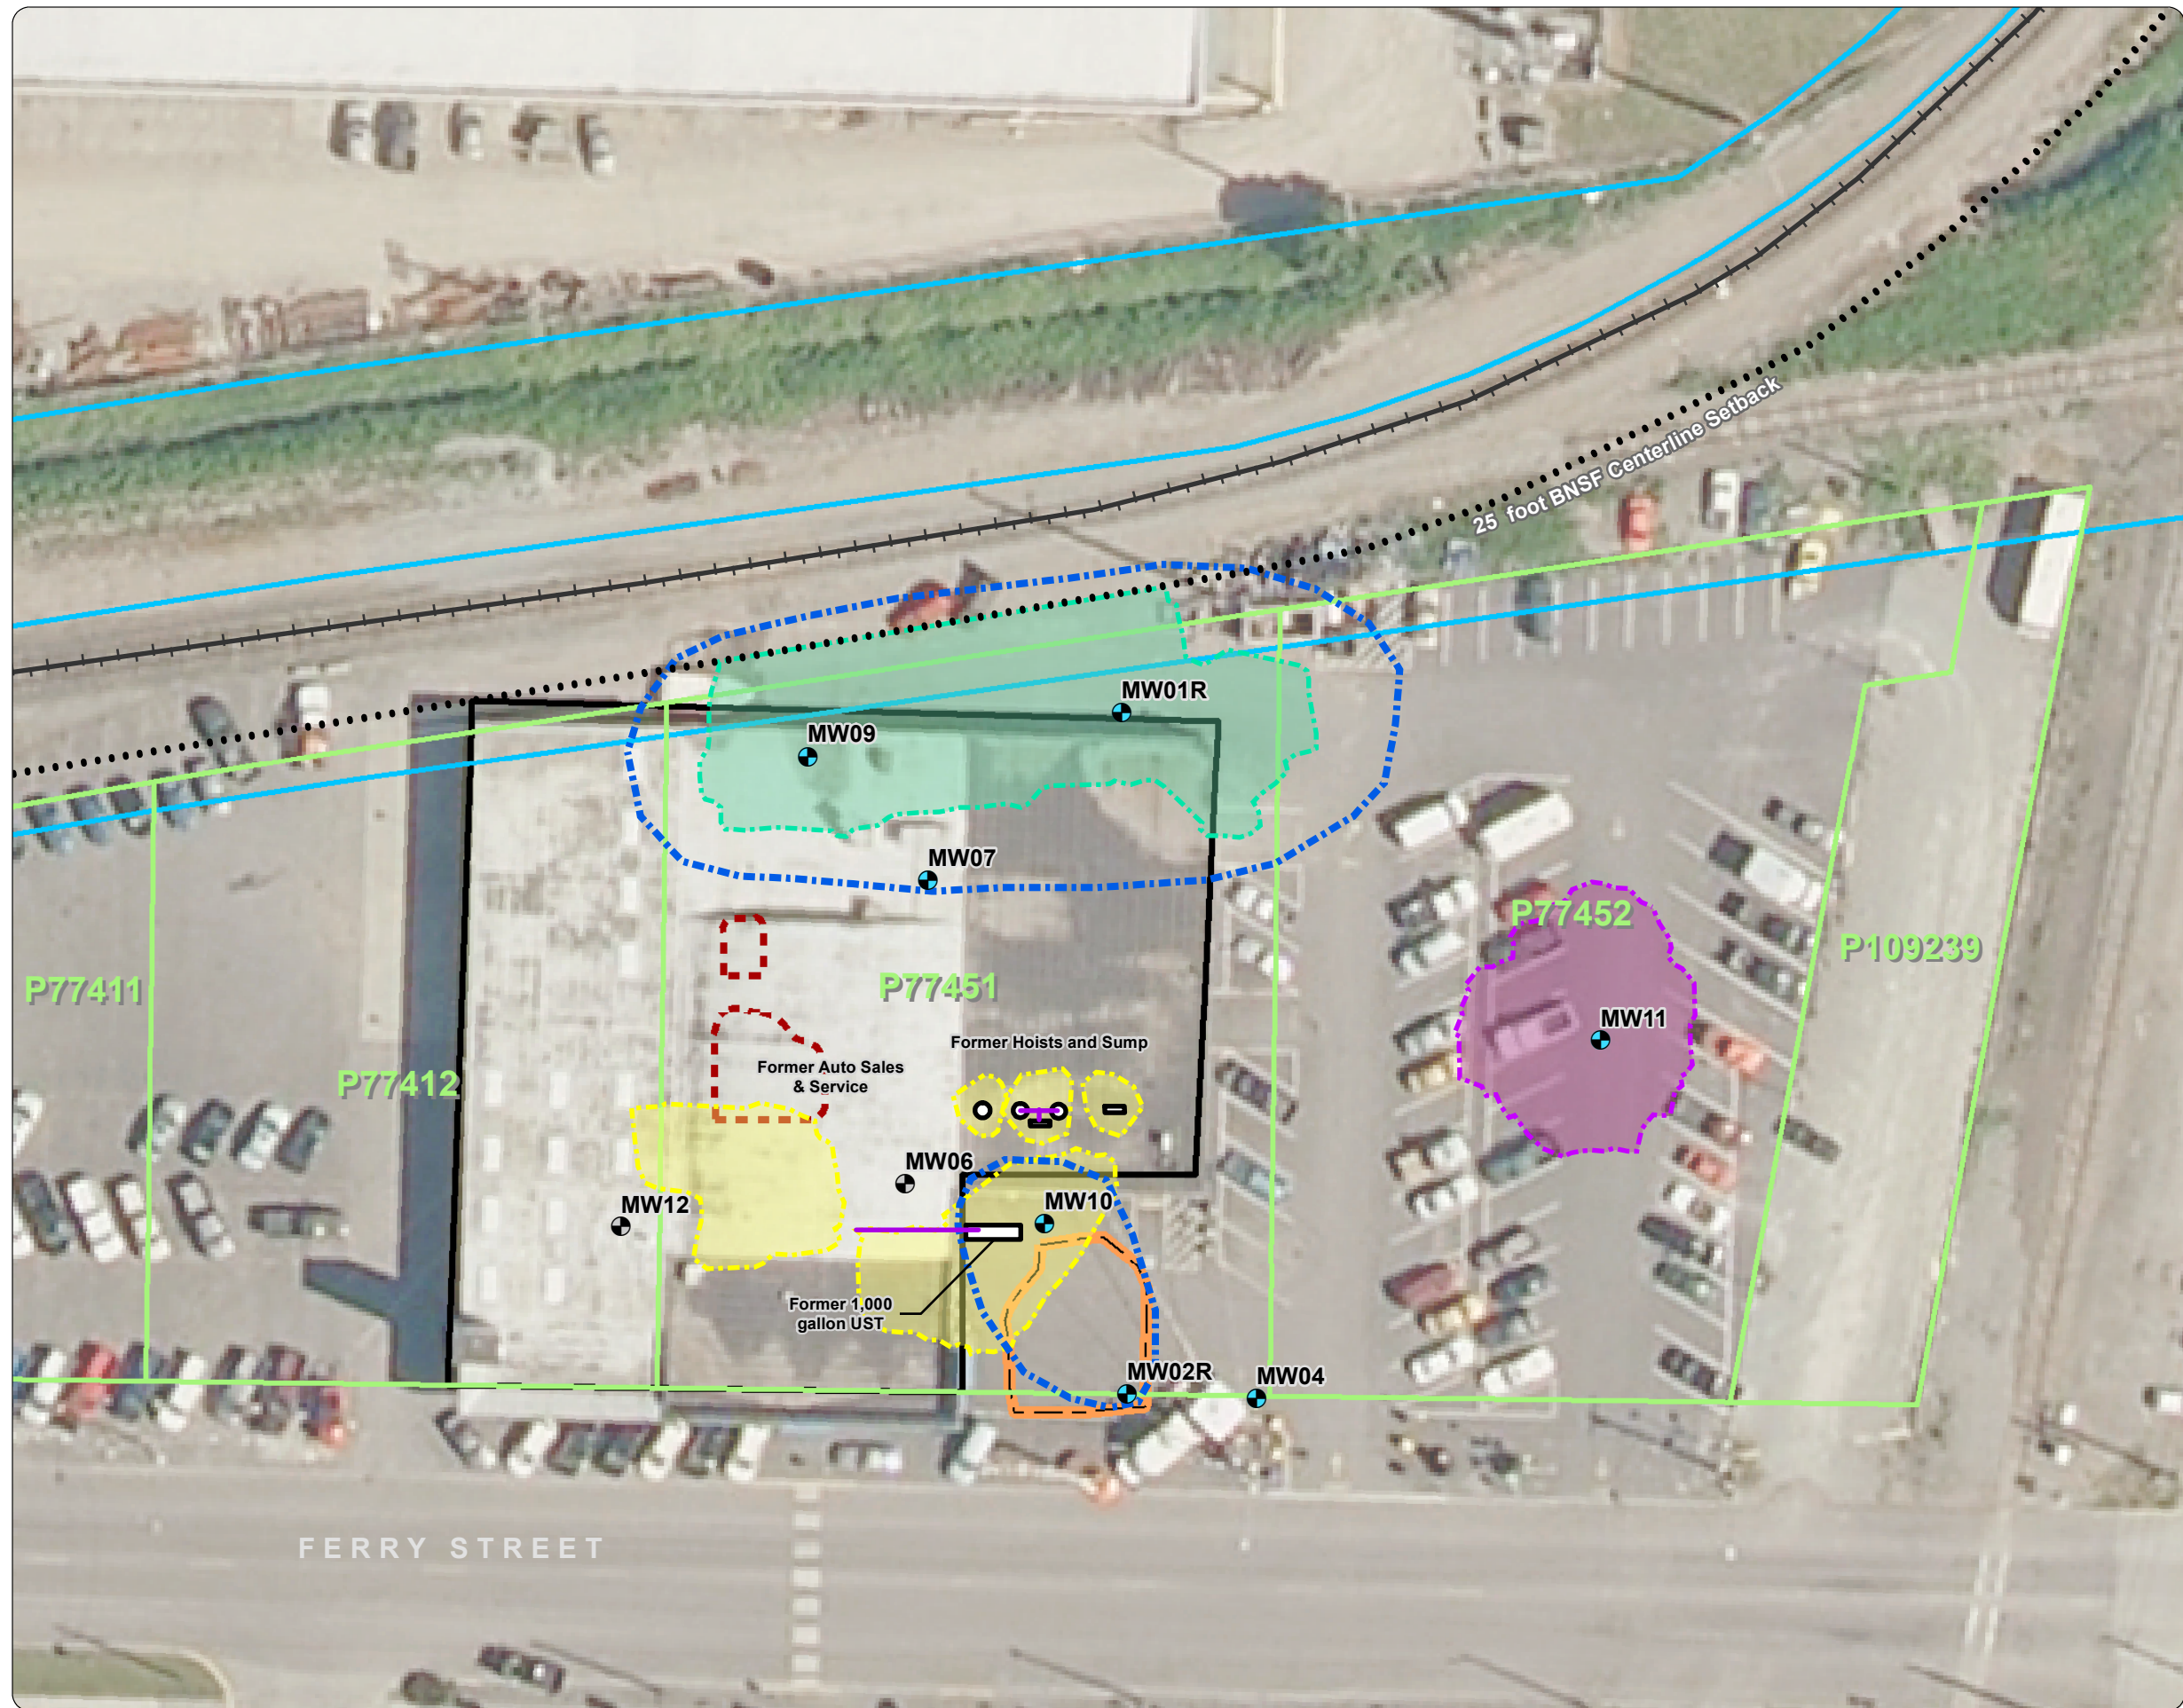 25 foot BNSF Centerline Setback
MW01R
MW09
MW07
P77452
P109239
P77411
P77451
MW11
Former Hoists and Sump
Former Auto Sales
& Service
P77412
MW06
MW12
MW10
Former 1,000
gallon UST
MW02R
MW04
FERRY STREET